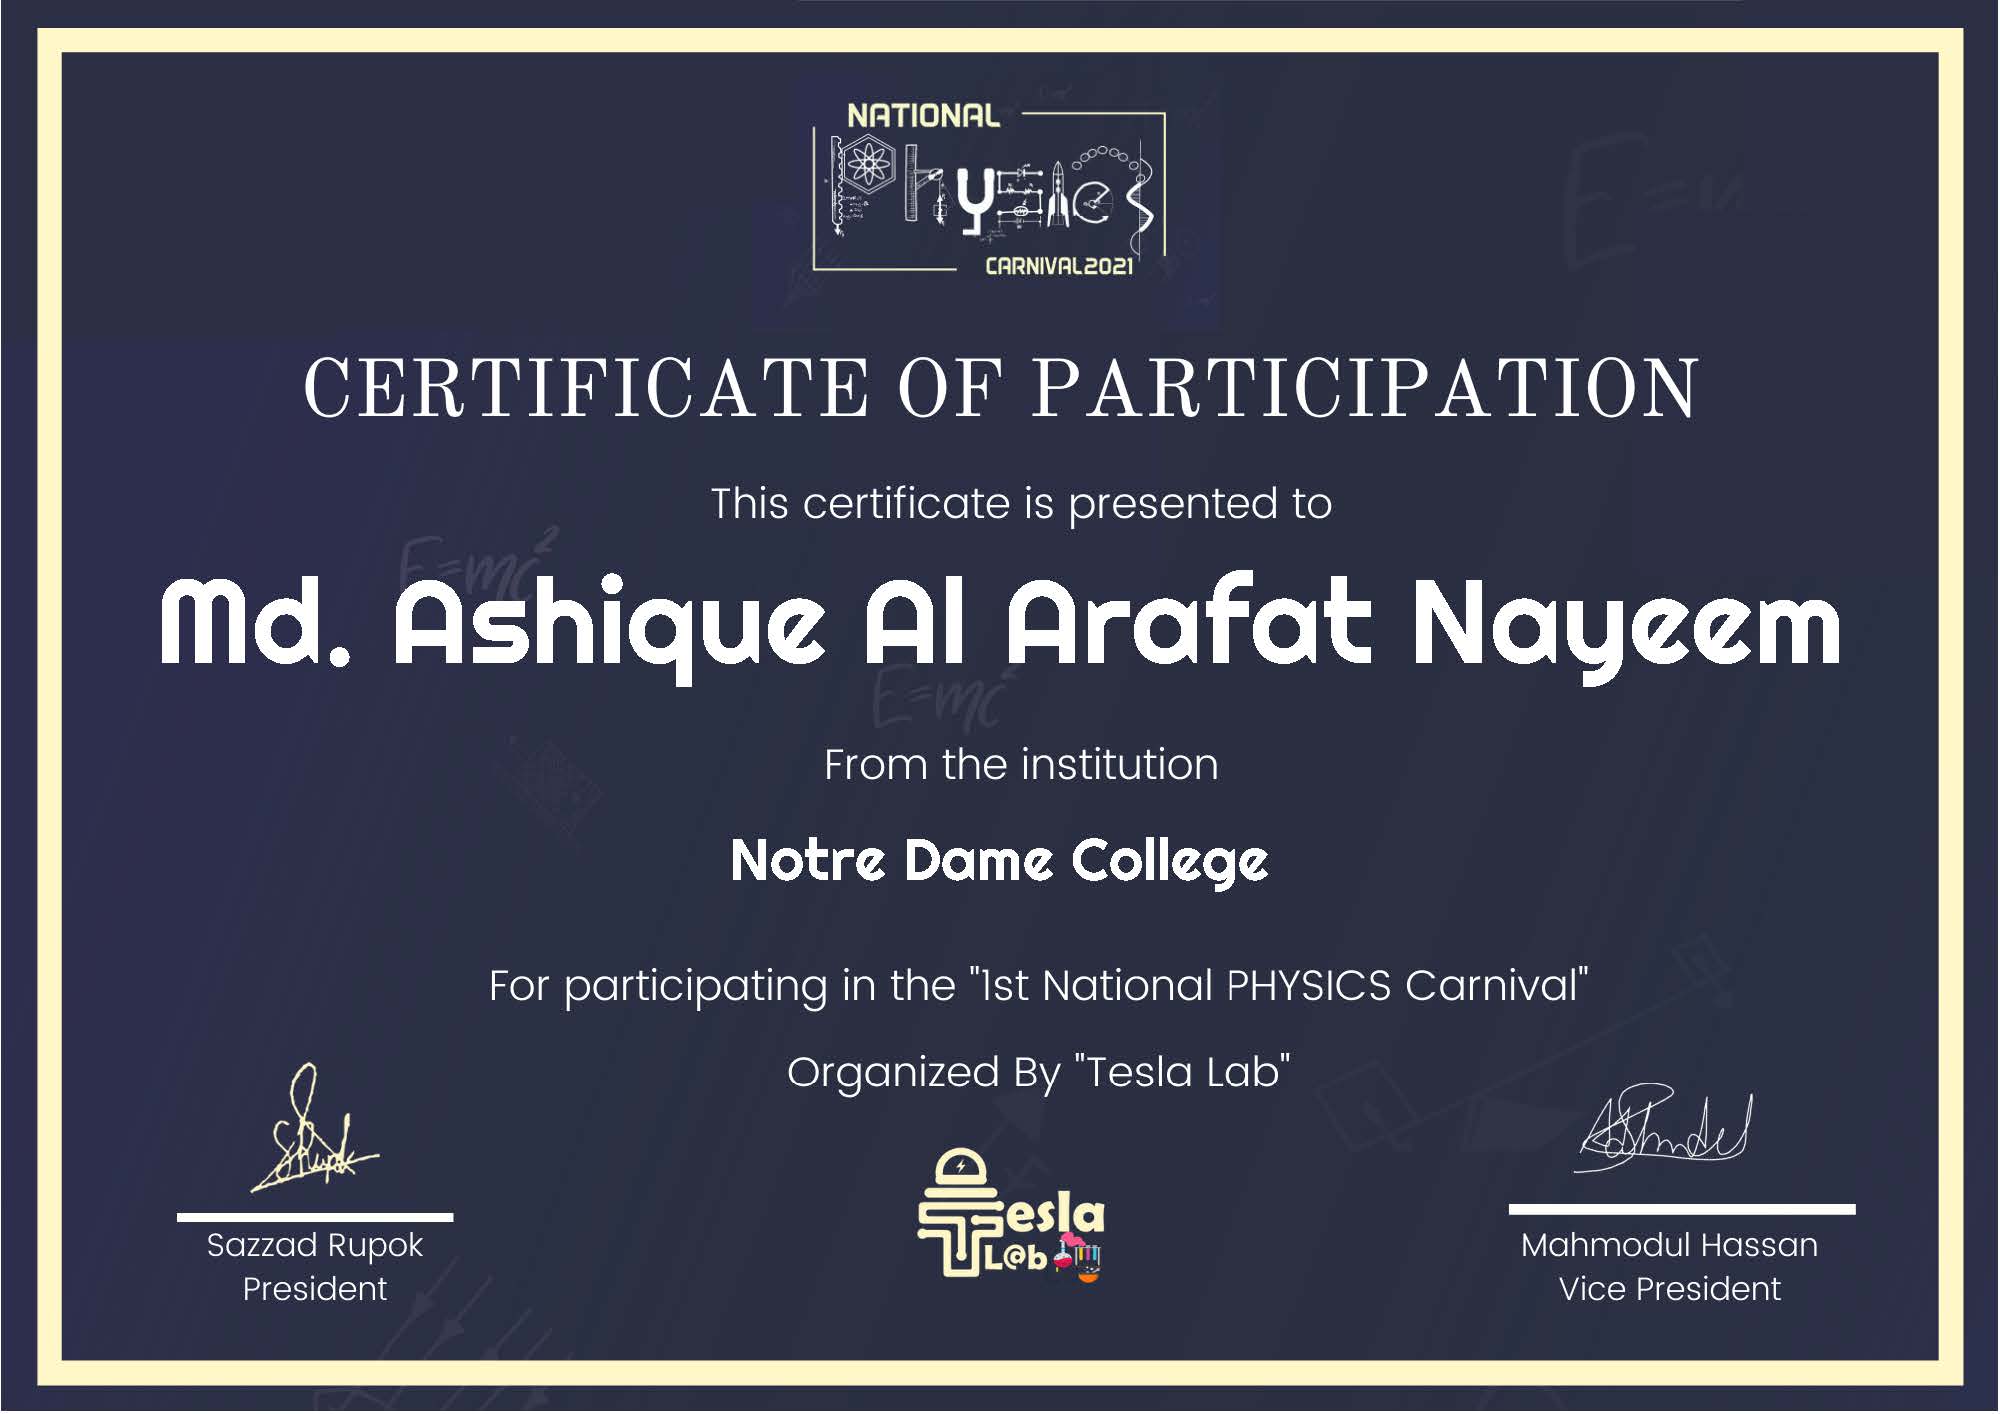 NATIONAL
Physics
CARNIVAL2021
CERTIFICATE OF PARTICIPATION
This certificate is presented to
E=mc²
Md. Ashique Al Arafat Nayeem
E=mc²
From the institution
Notre Dame College
For participating in the "1st National PHYSICS Carnival"
Organized By "Tesla Lab"
Tesla
L@b
Sazzad Rupok
President
Mahmodul Hassan
Vice President